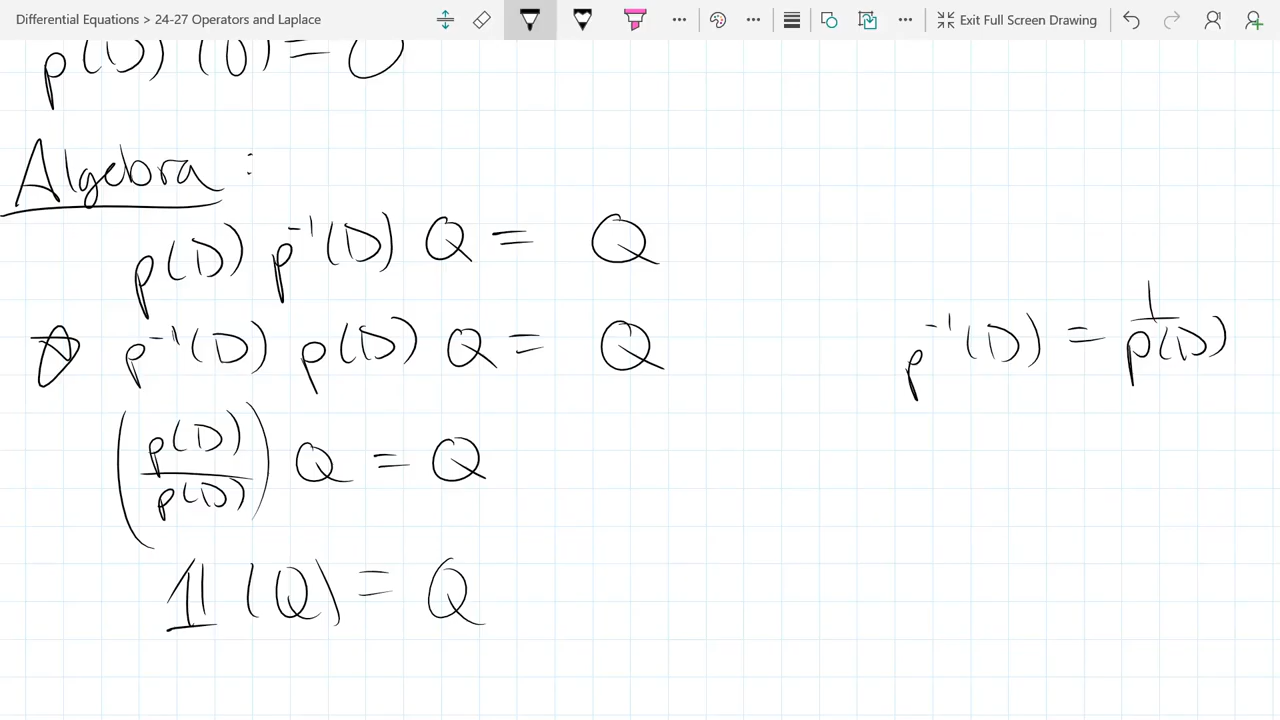 Differential Equations > 24-27 Operators and Laplace
Exit Full Screen Drawing
p(D) (0) = 0
Algebra :
p(D) p⁻¹(D) Q = Q
☆ p⁻¹(D) p(D) Q = Q
p⁻¹(D) = 1/p(D)
(p(D)/p(D)) Q = Q
𝟙 (Q) = Q